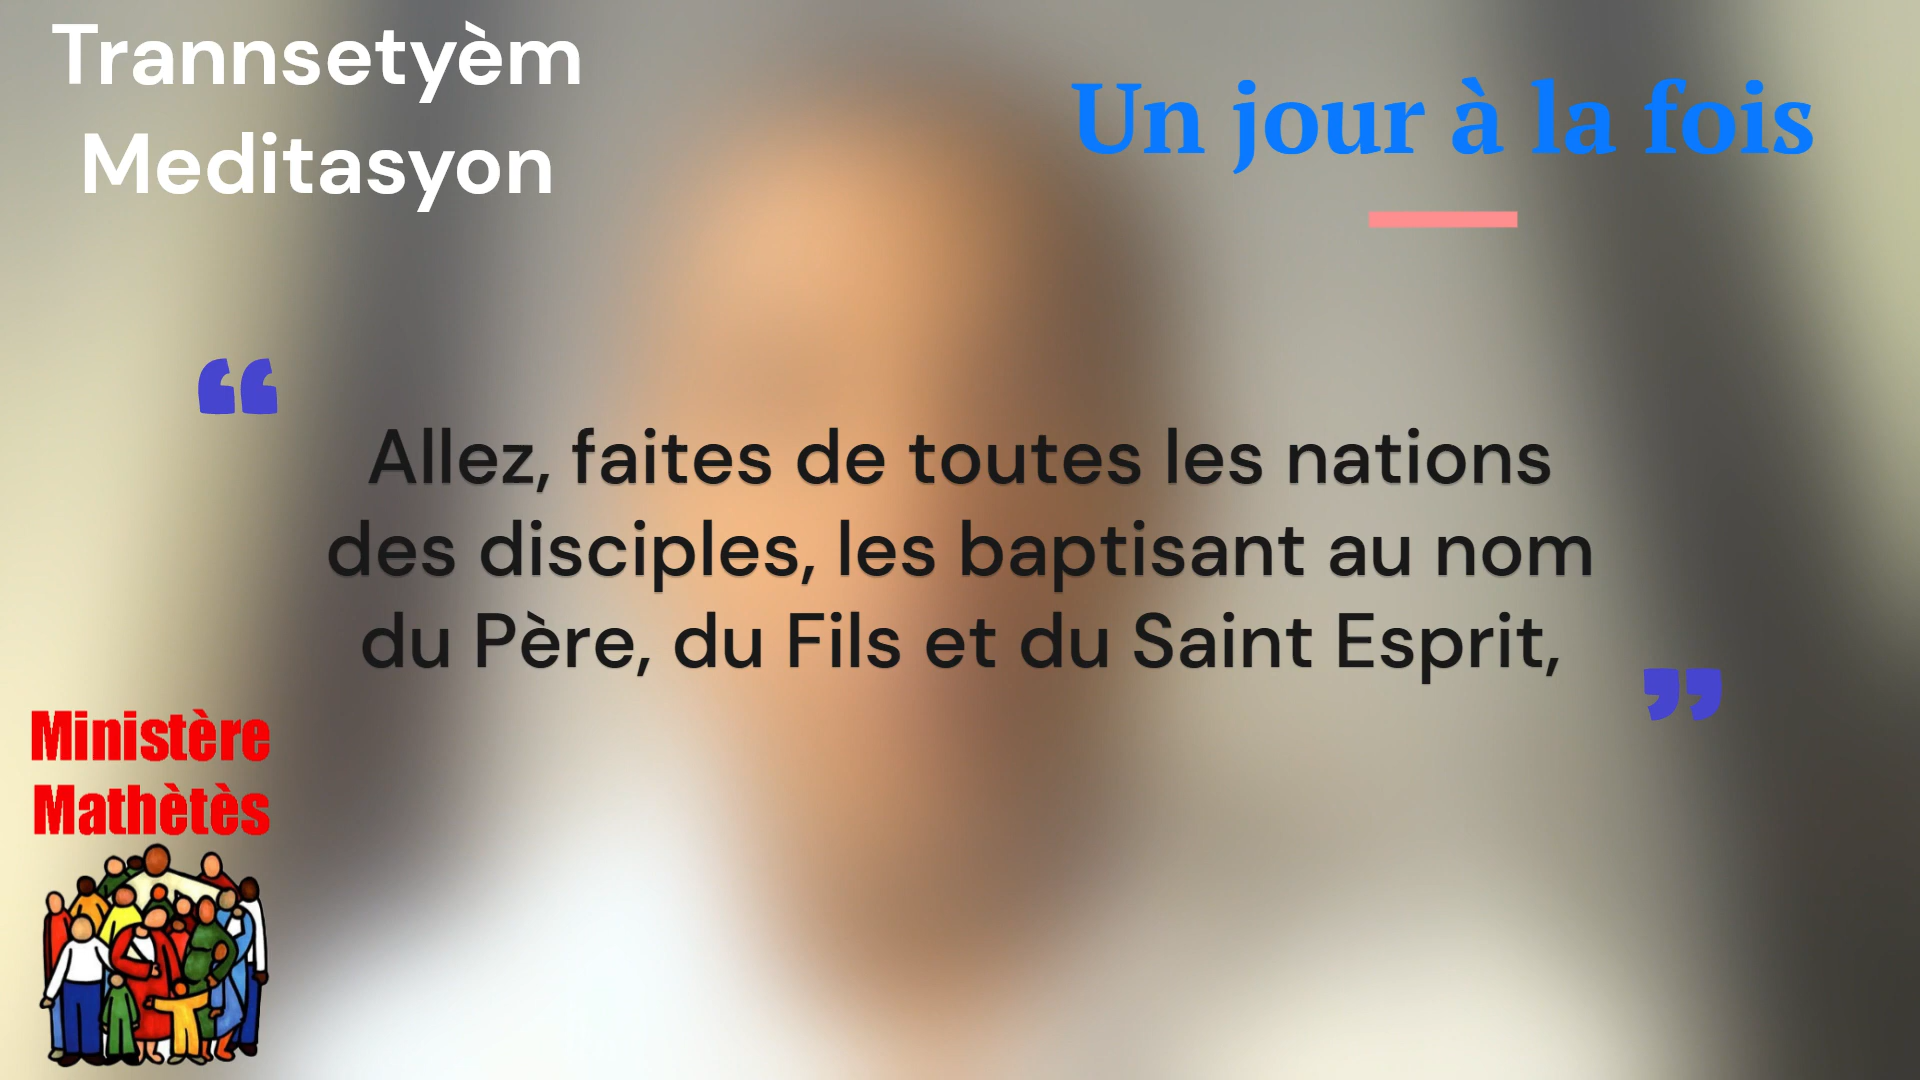 Trannsetyèm
Meditasyon
Un jour à la fois
“
Allez, faites de toutes les nations
des disciples, les baptisant au nom
du Père, du Fils et du Saint Esprit,
”
Ministère
Mathètès